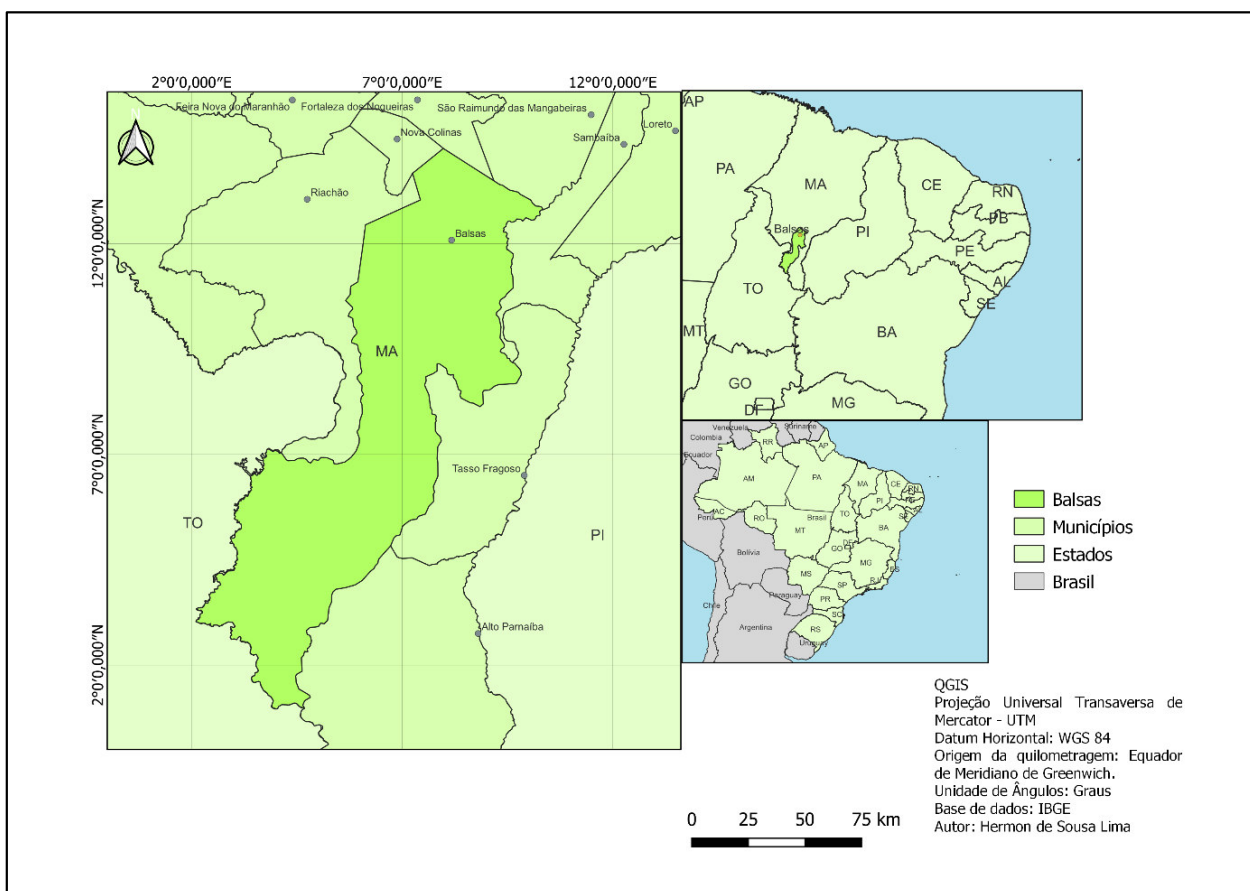 2°0'0,000"E
7°0'0,000"E
12°0'0,000"E
12°0'0,000"N
7°0'0,000"N
2°0'0,000"N
N
Feira Nova do Maranhão
Fortaleza dos Nogueiras
São Raimundo das Mangabeiras
Loreto
Nova Colinas
Sambaíba
Riachão
Balsas
MA
Tasso Fragoso
TO
PI
Alto Parnaíba
AP
PA
MA
CE
RN
PB
Balsas
PI
PE
AL
SE
TO
MT
BA
GO
DF
MG
Venezuela
Suriname
Colombia
RR
AP
Ecuador
AM
PA
MA
CE
RN
PI
AC
RO
TO
Peru
Brasil
SE
MT
BA
DF
GO
Bolivia
MG
ES
MS
SP
RJ
Paraguay
PR
Chile
SC
Argentina
RS
Uruguay
Balsas
Municípios
Estados
Brasil
QGIS
Projeção Universal Transaversa de
Mercator - UTM
Datum Horizontal: WGS 84
Origem da quilometragem: Equador
de Meridiano de Greenwich.
Unidade de Ângulos: Graus
Base de dados: IBGE
Autor: Hermon de Sousa Lima
0 25 50 75 km